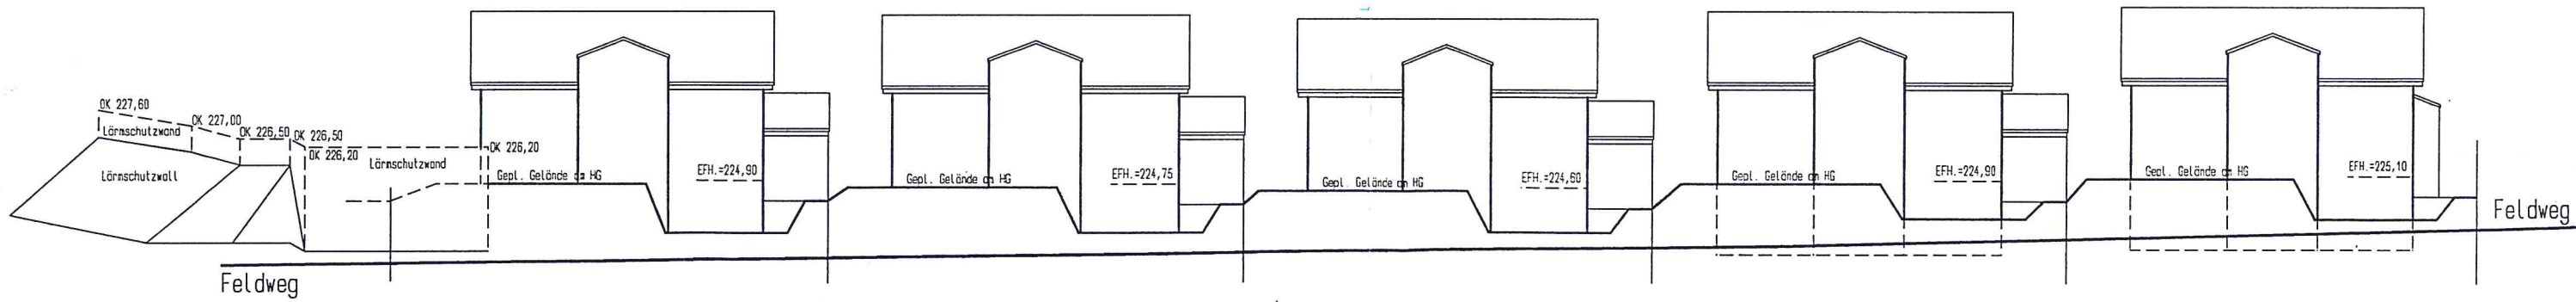 OK 227,60
Lärmschutzwand
OK 227,00
OK 226,50
OK 226,50
OK 226,20
Lärmschutzwand
OK 226,20
Lärmschutzwall
Gepl. Gelände an HG
EFH.=224,90
Gepl. Gelände an HG
EFH.=224,75
Gepl. Gelände an HG
EFH.=224,60
Gepl. Gelände an HG
EFH.=224,90
Gepl. Gelände an HG
EFH.=225,10
Feldweg
Feldweg